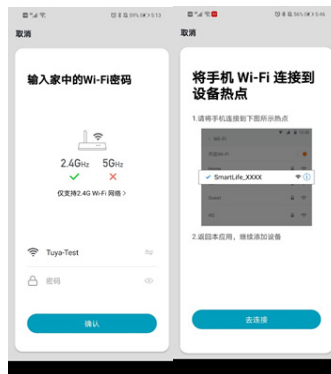 取消
输入家中的Wi-Fi密码
2.4GHz 5GHz
仅支持2.4G Wi-Fi 网络 >
Tuya-Test
密码
确认
取消
将手机 Wi-Fi 连接到
设备热点
1.请将手机连接到下图所示热点
SmartLife_XXXX
2.返回本应用，继续添加设备
去连接